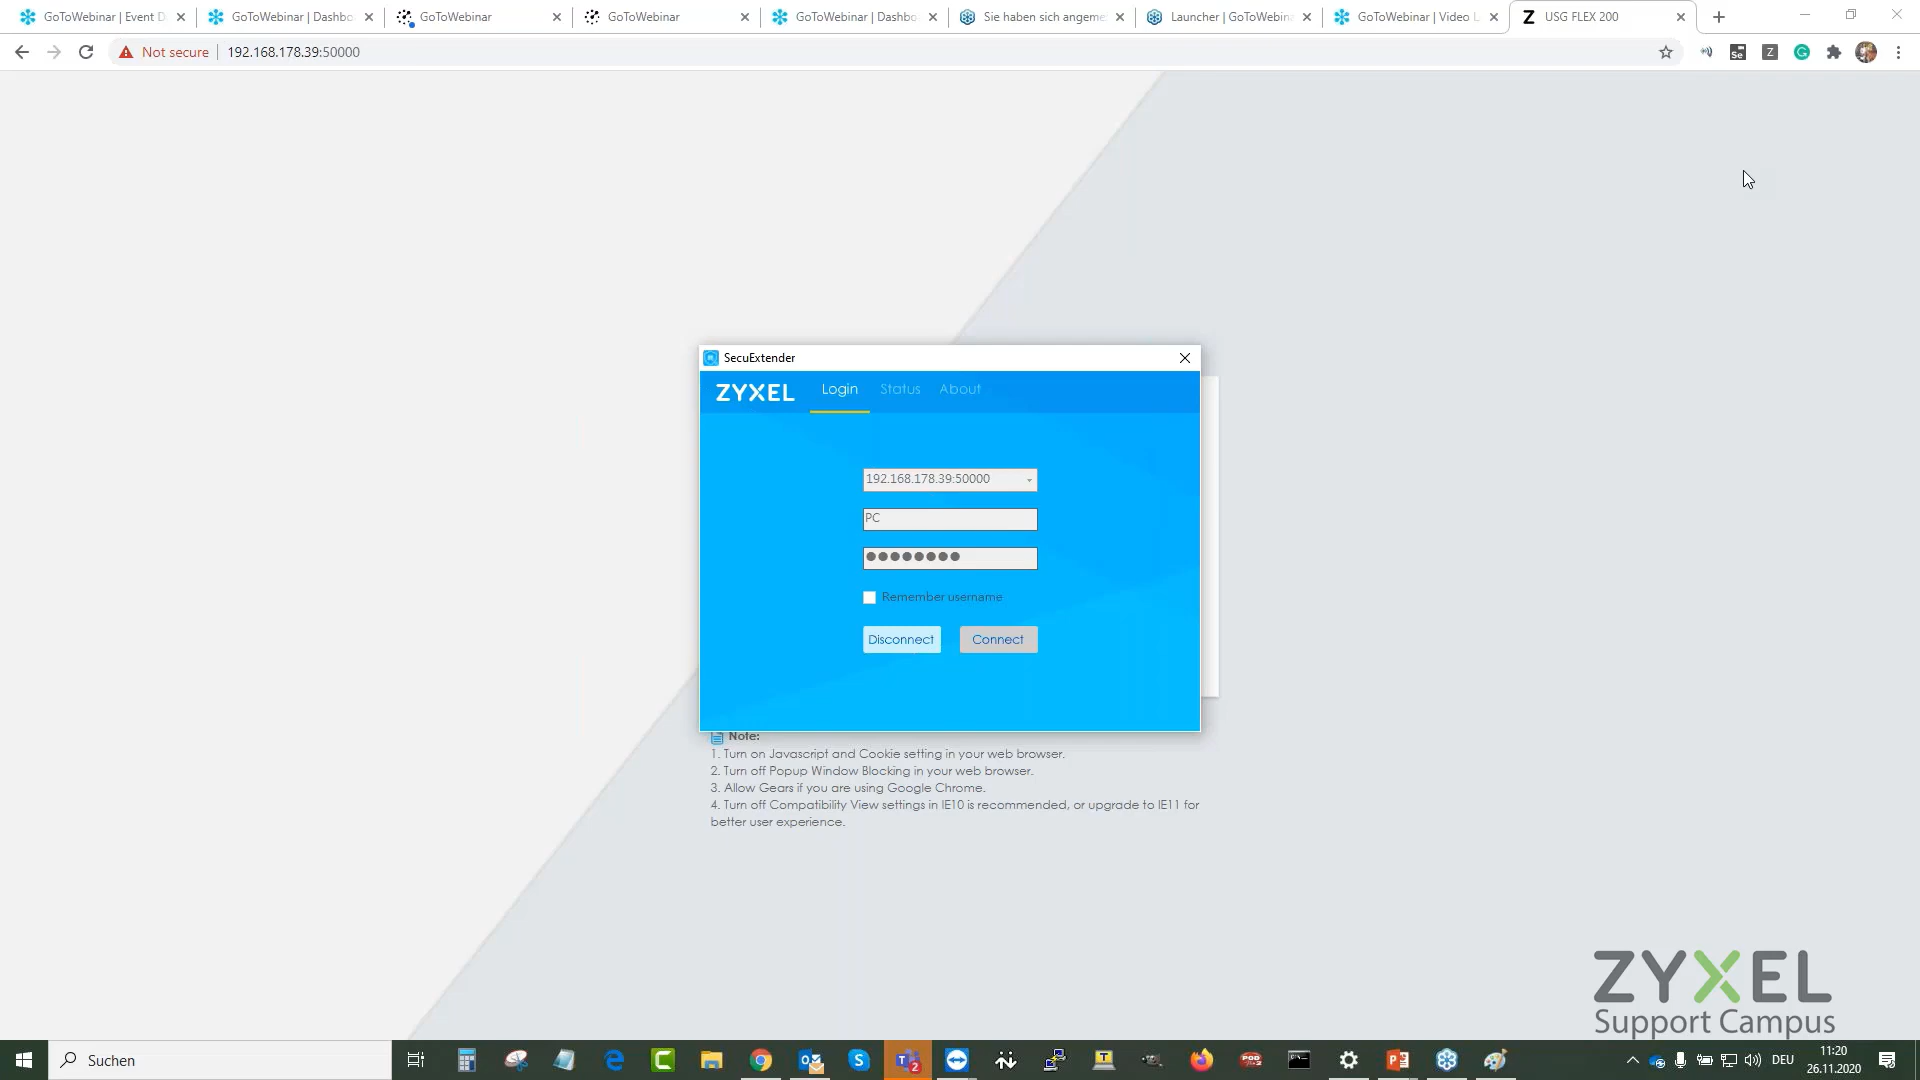 GoToWebinar | Event D
GoToWebinar | Dashbo
GoToWebinar
GoToWebinar
GoToWebinar | Dashbo
Sie haben sich angeme
Launcher | GoToWebina
GoToWebinar | Video L
Z USG FLEX 200
Not secure
192.168.178.39:50000
Se
Z
SecuExtender
ZYXEL
Login
Status
About
192.168.178.39:50000
PC
Remember username
Disconnect
Connect
Note:
1. Turn on Javascript and Cookie setting in your web browser.
2. Turn off Popup Window Blocking in your web browser.
3. Allow Gears if you are using Google Chrome.
4. Turn off Compatibility View settings in IE10 is recommended, or upgrade to IE11 for
better user experience.
ZYXEL
Support Campus
Suchen
DEU
11:20
26.11.2020